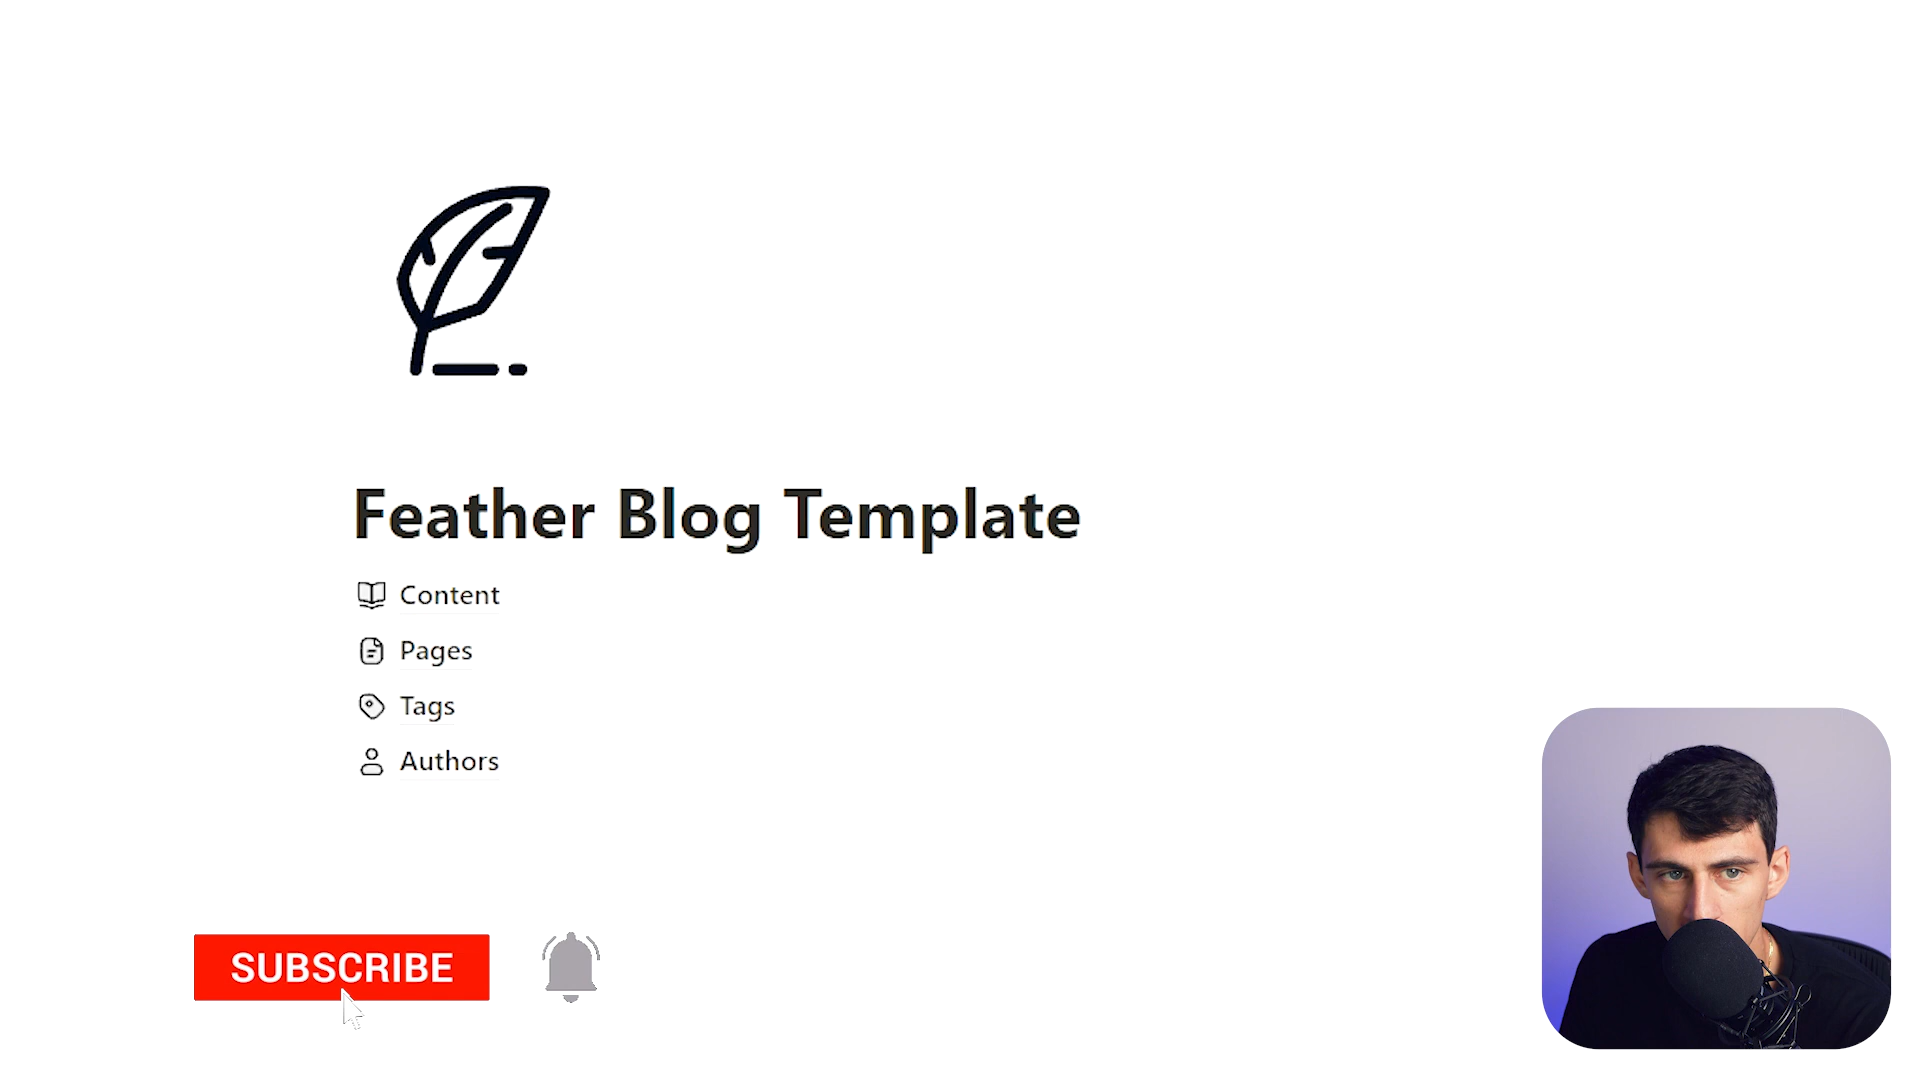 Feather Blog Template
Content
Pages
Tags
Authors
SUBSCRIBE